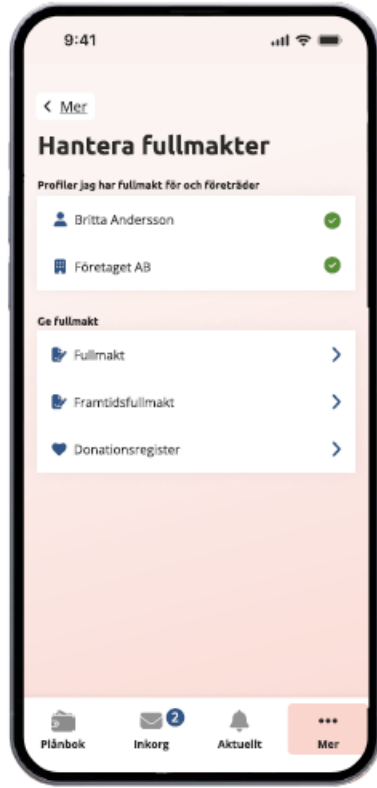 9:41
Mer
Hantera fullmakter
Profiler jag har fullmakt för och företräder
Britta Andersson
Företaget AB
Ge fullmakt
Fullmakt
Framtidsfullmakt
Donationsregister
2
Plånbok Inkorg Aktuellt Mer